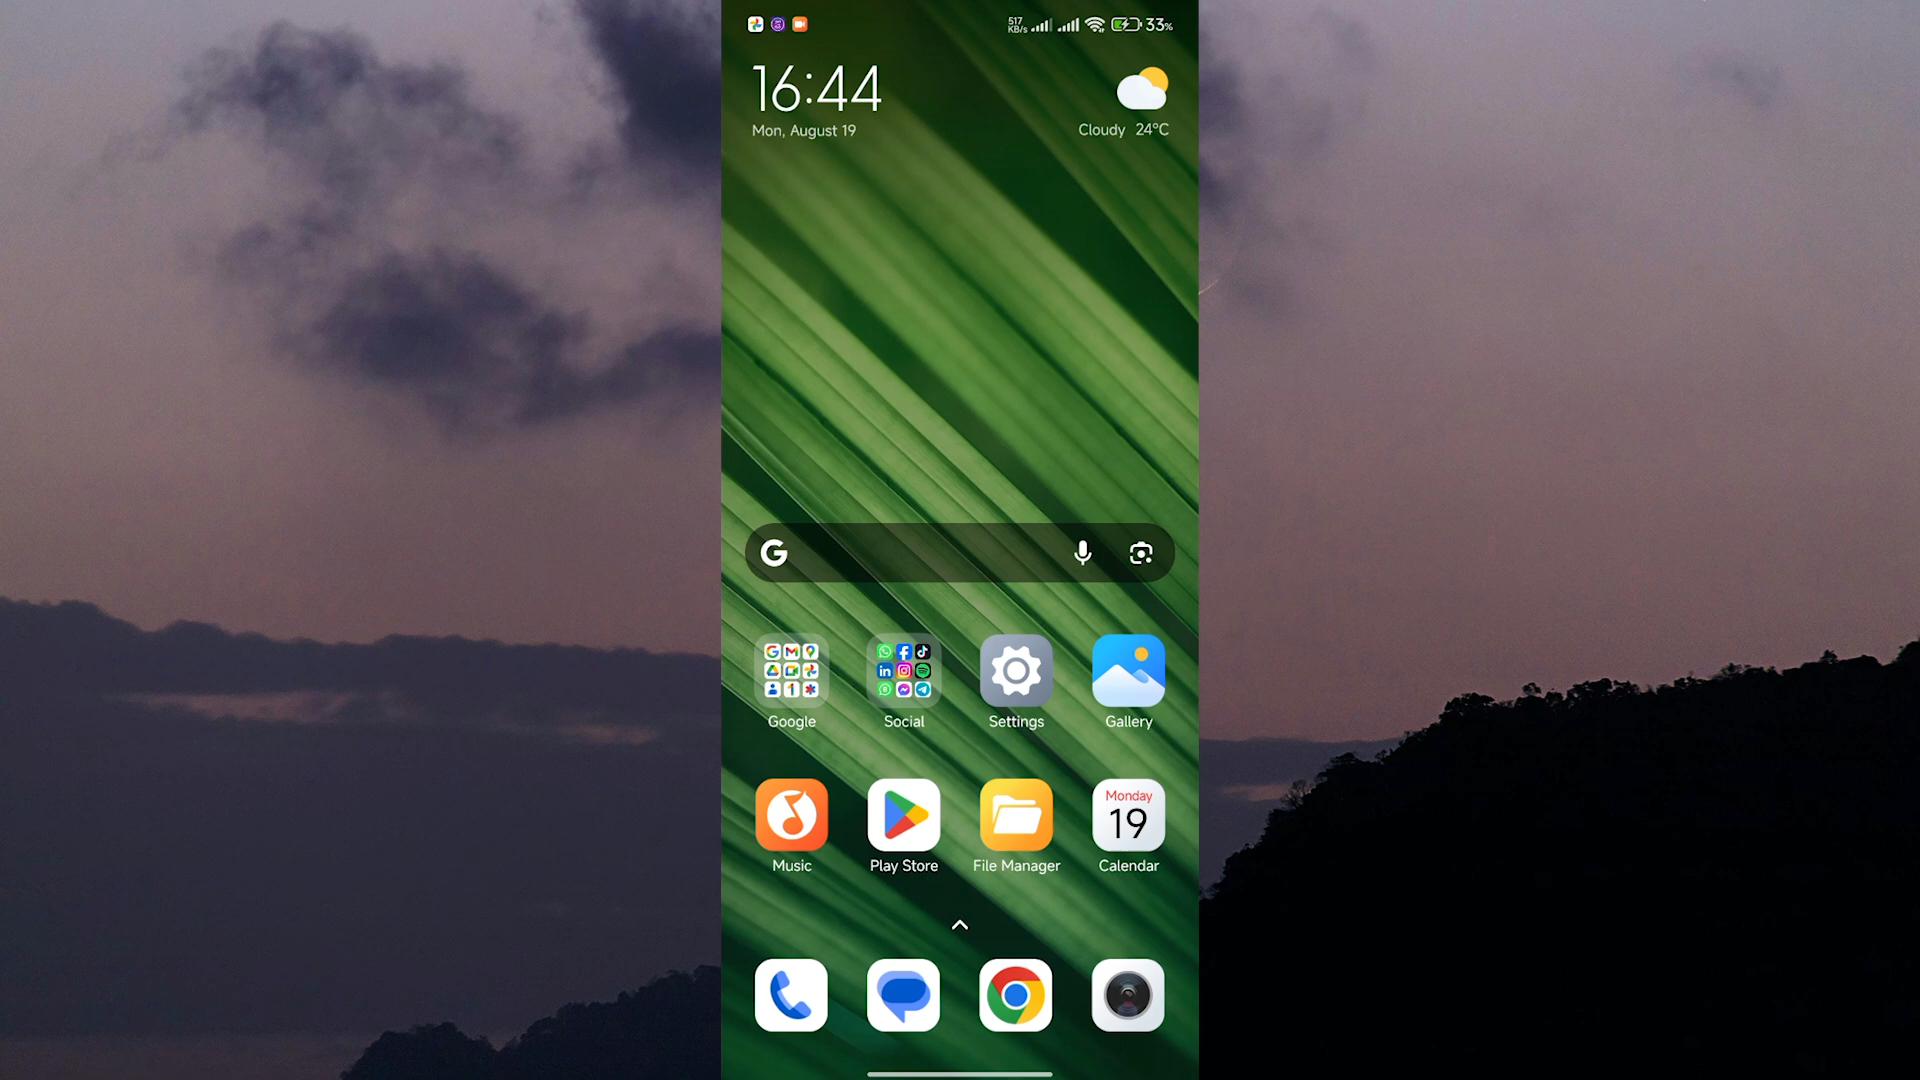 517
KB/s
33%
16:44
Mon, August 19
Cloudy 24°C
Google
Social
Settings
Gallery
Monday
19
Music
Play Store
File Manager
Calendar